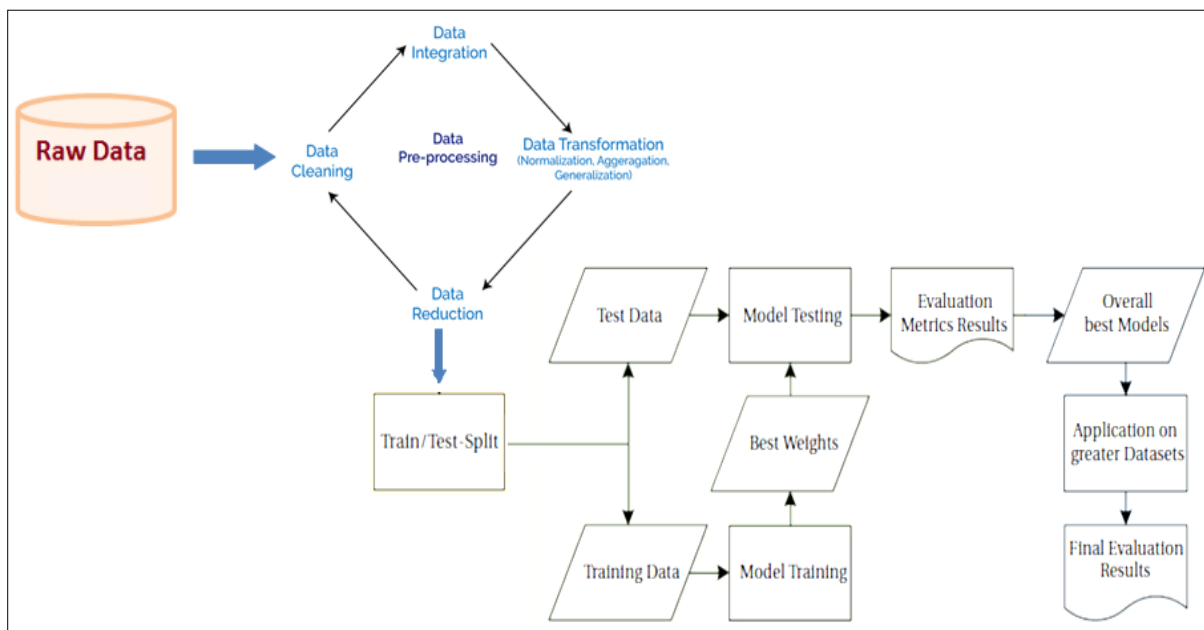 Raw Data
Data
Integration
Data
Cleaning
Data
Pre-processing
Data Transformation
(Normalization, Aggeragation,
Generalization)
Data
Reduction
Train/Test-Split
Test Data
Model Testing
Evaluation
Metrics Results
Overall
best Models
Best Weights
Application on
greater Datasets
Training Data
Model Training
Final Evaluation
Results